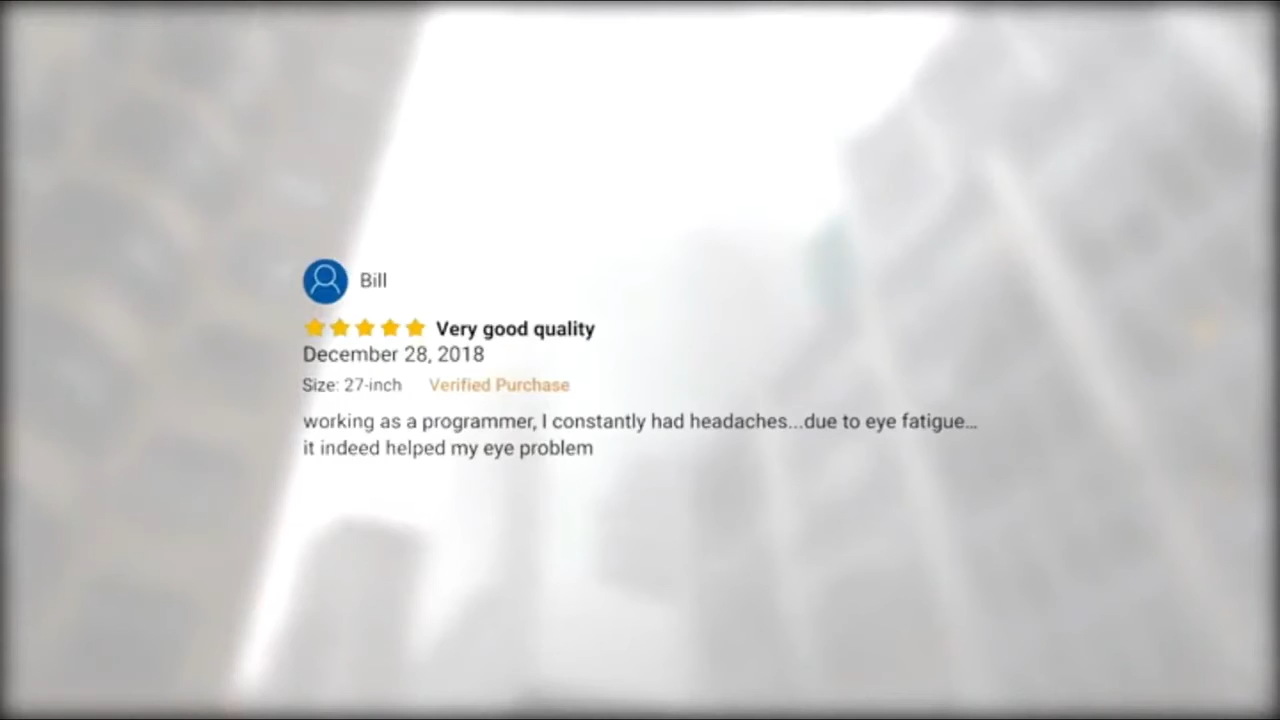 Bill
Very good quality
December 28, 2018
Size: 27-inch Verified Purchase
working as a programmer, I constantly had headaches...due to eye fatigue...
it indeed helped my eye problem